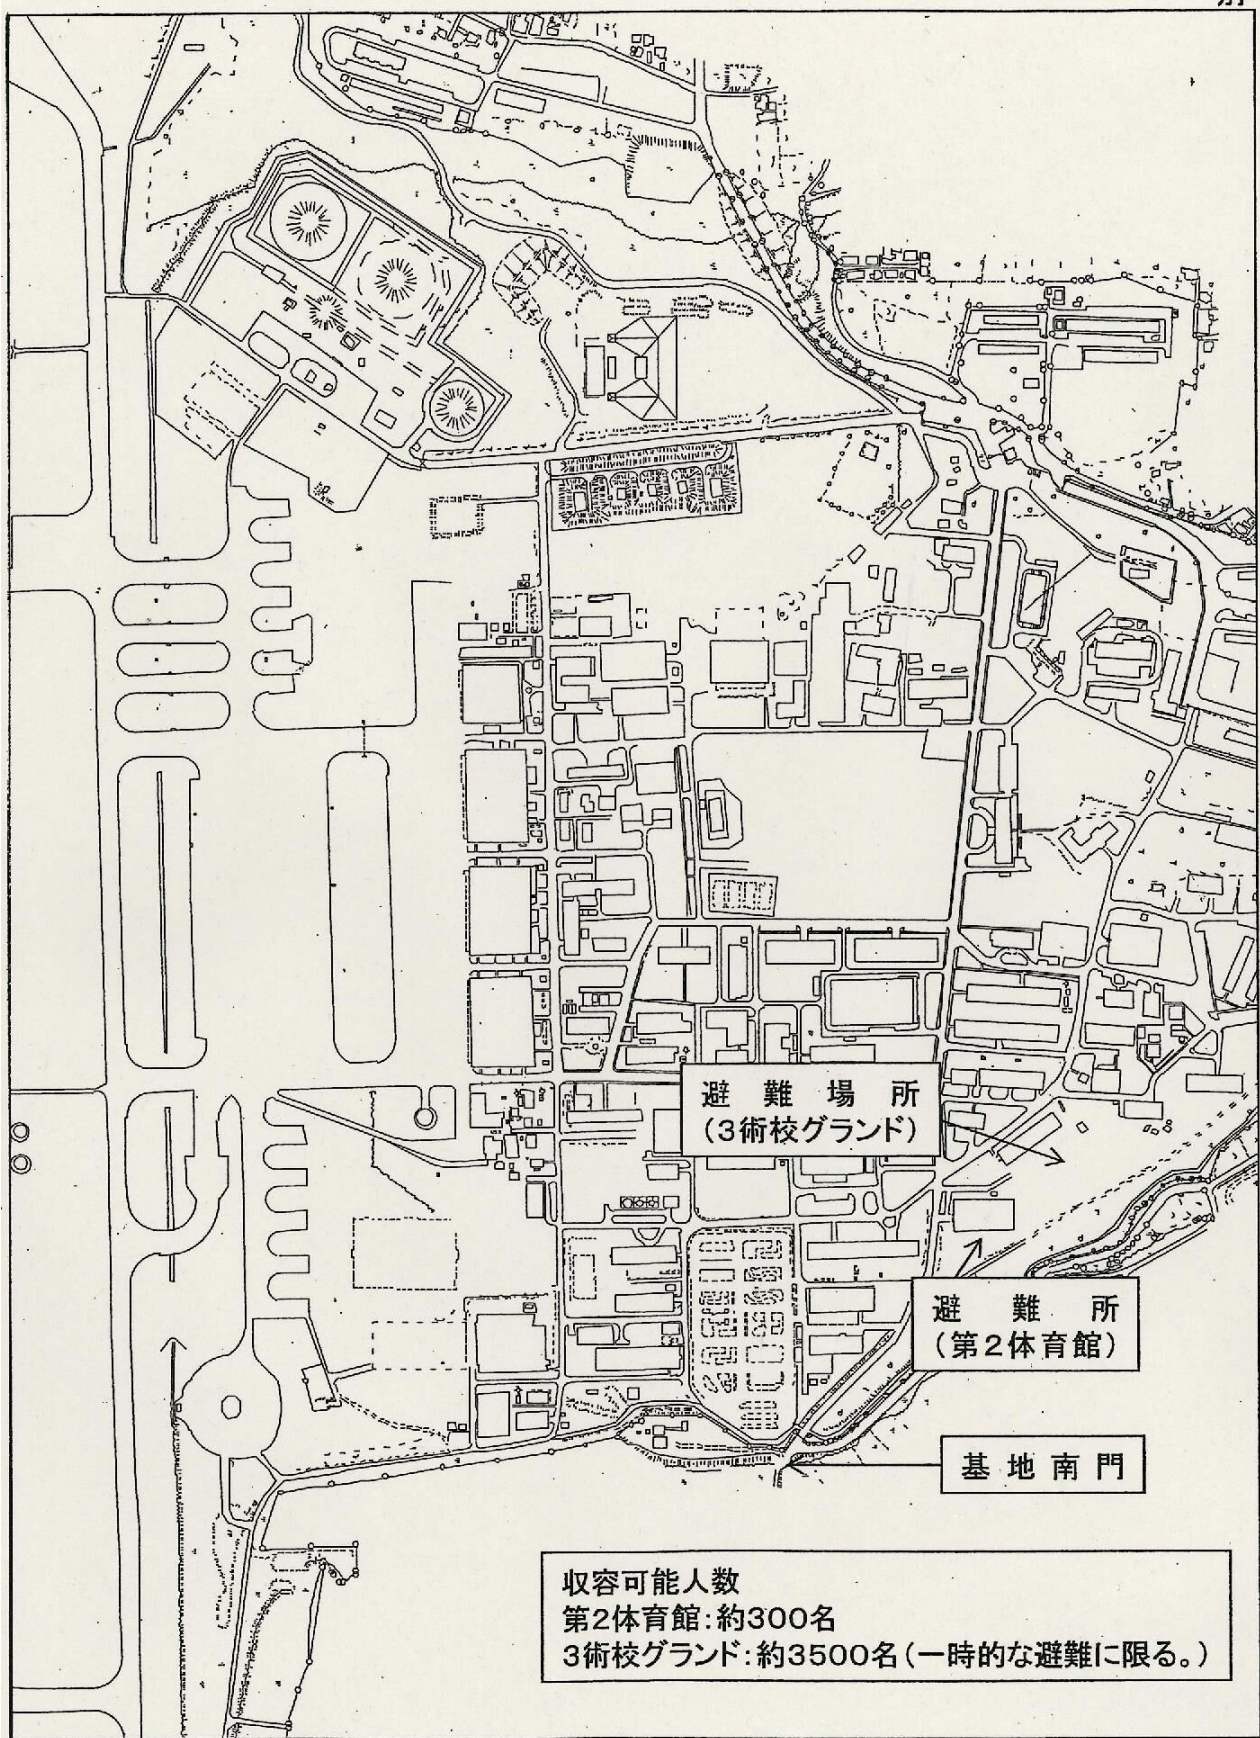 避難場所
(3術校グランド)
避難所
(第2体育館)
基地南門
収容可能人数
第2体育館:約300名
3術校グランド:約3500名(一時的な避難に限る。)